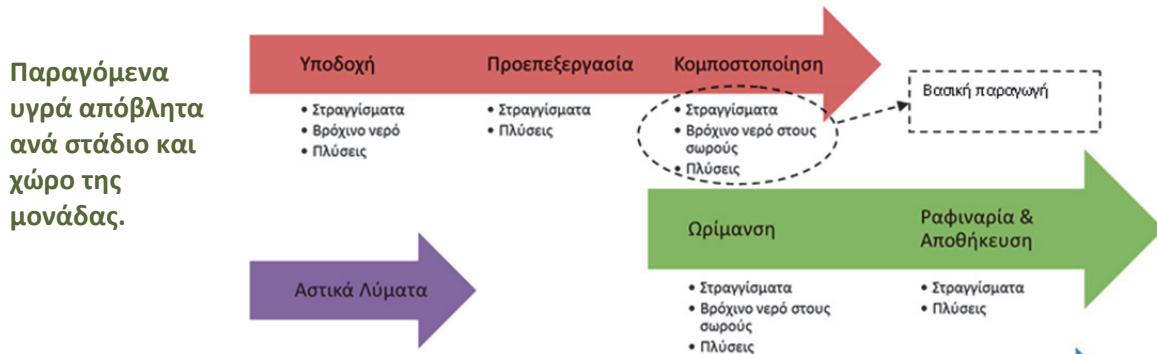 Παραγόμενα
υγρά απόβλητα
ανά στάδιο και
χώρο της
μονάδας.
Υποδοχή
• Στραγγίσματα
• Βρόχινο νερό
• Πλύσεις
Προεπεξεργασία
• Στραγγίσματα
• Πλύσεις
Κομποστοποίηση
• Στραγγίσματα
• Βρόχινο νερό στους
σωρούς
• Πλύσεις
Βασική παραγωγή
Ωρίμανση
• Στραγγίσματα
• Βρόχινο νερό στους
σωρούς
• Πλύσεις
Ραφιναρία &
Αποθήκευση
• Στραγγίσματα
• Πλύσεις
Αστικά Λύματα